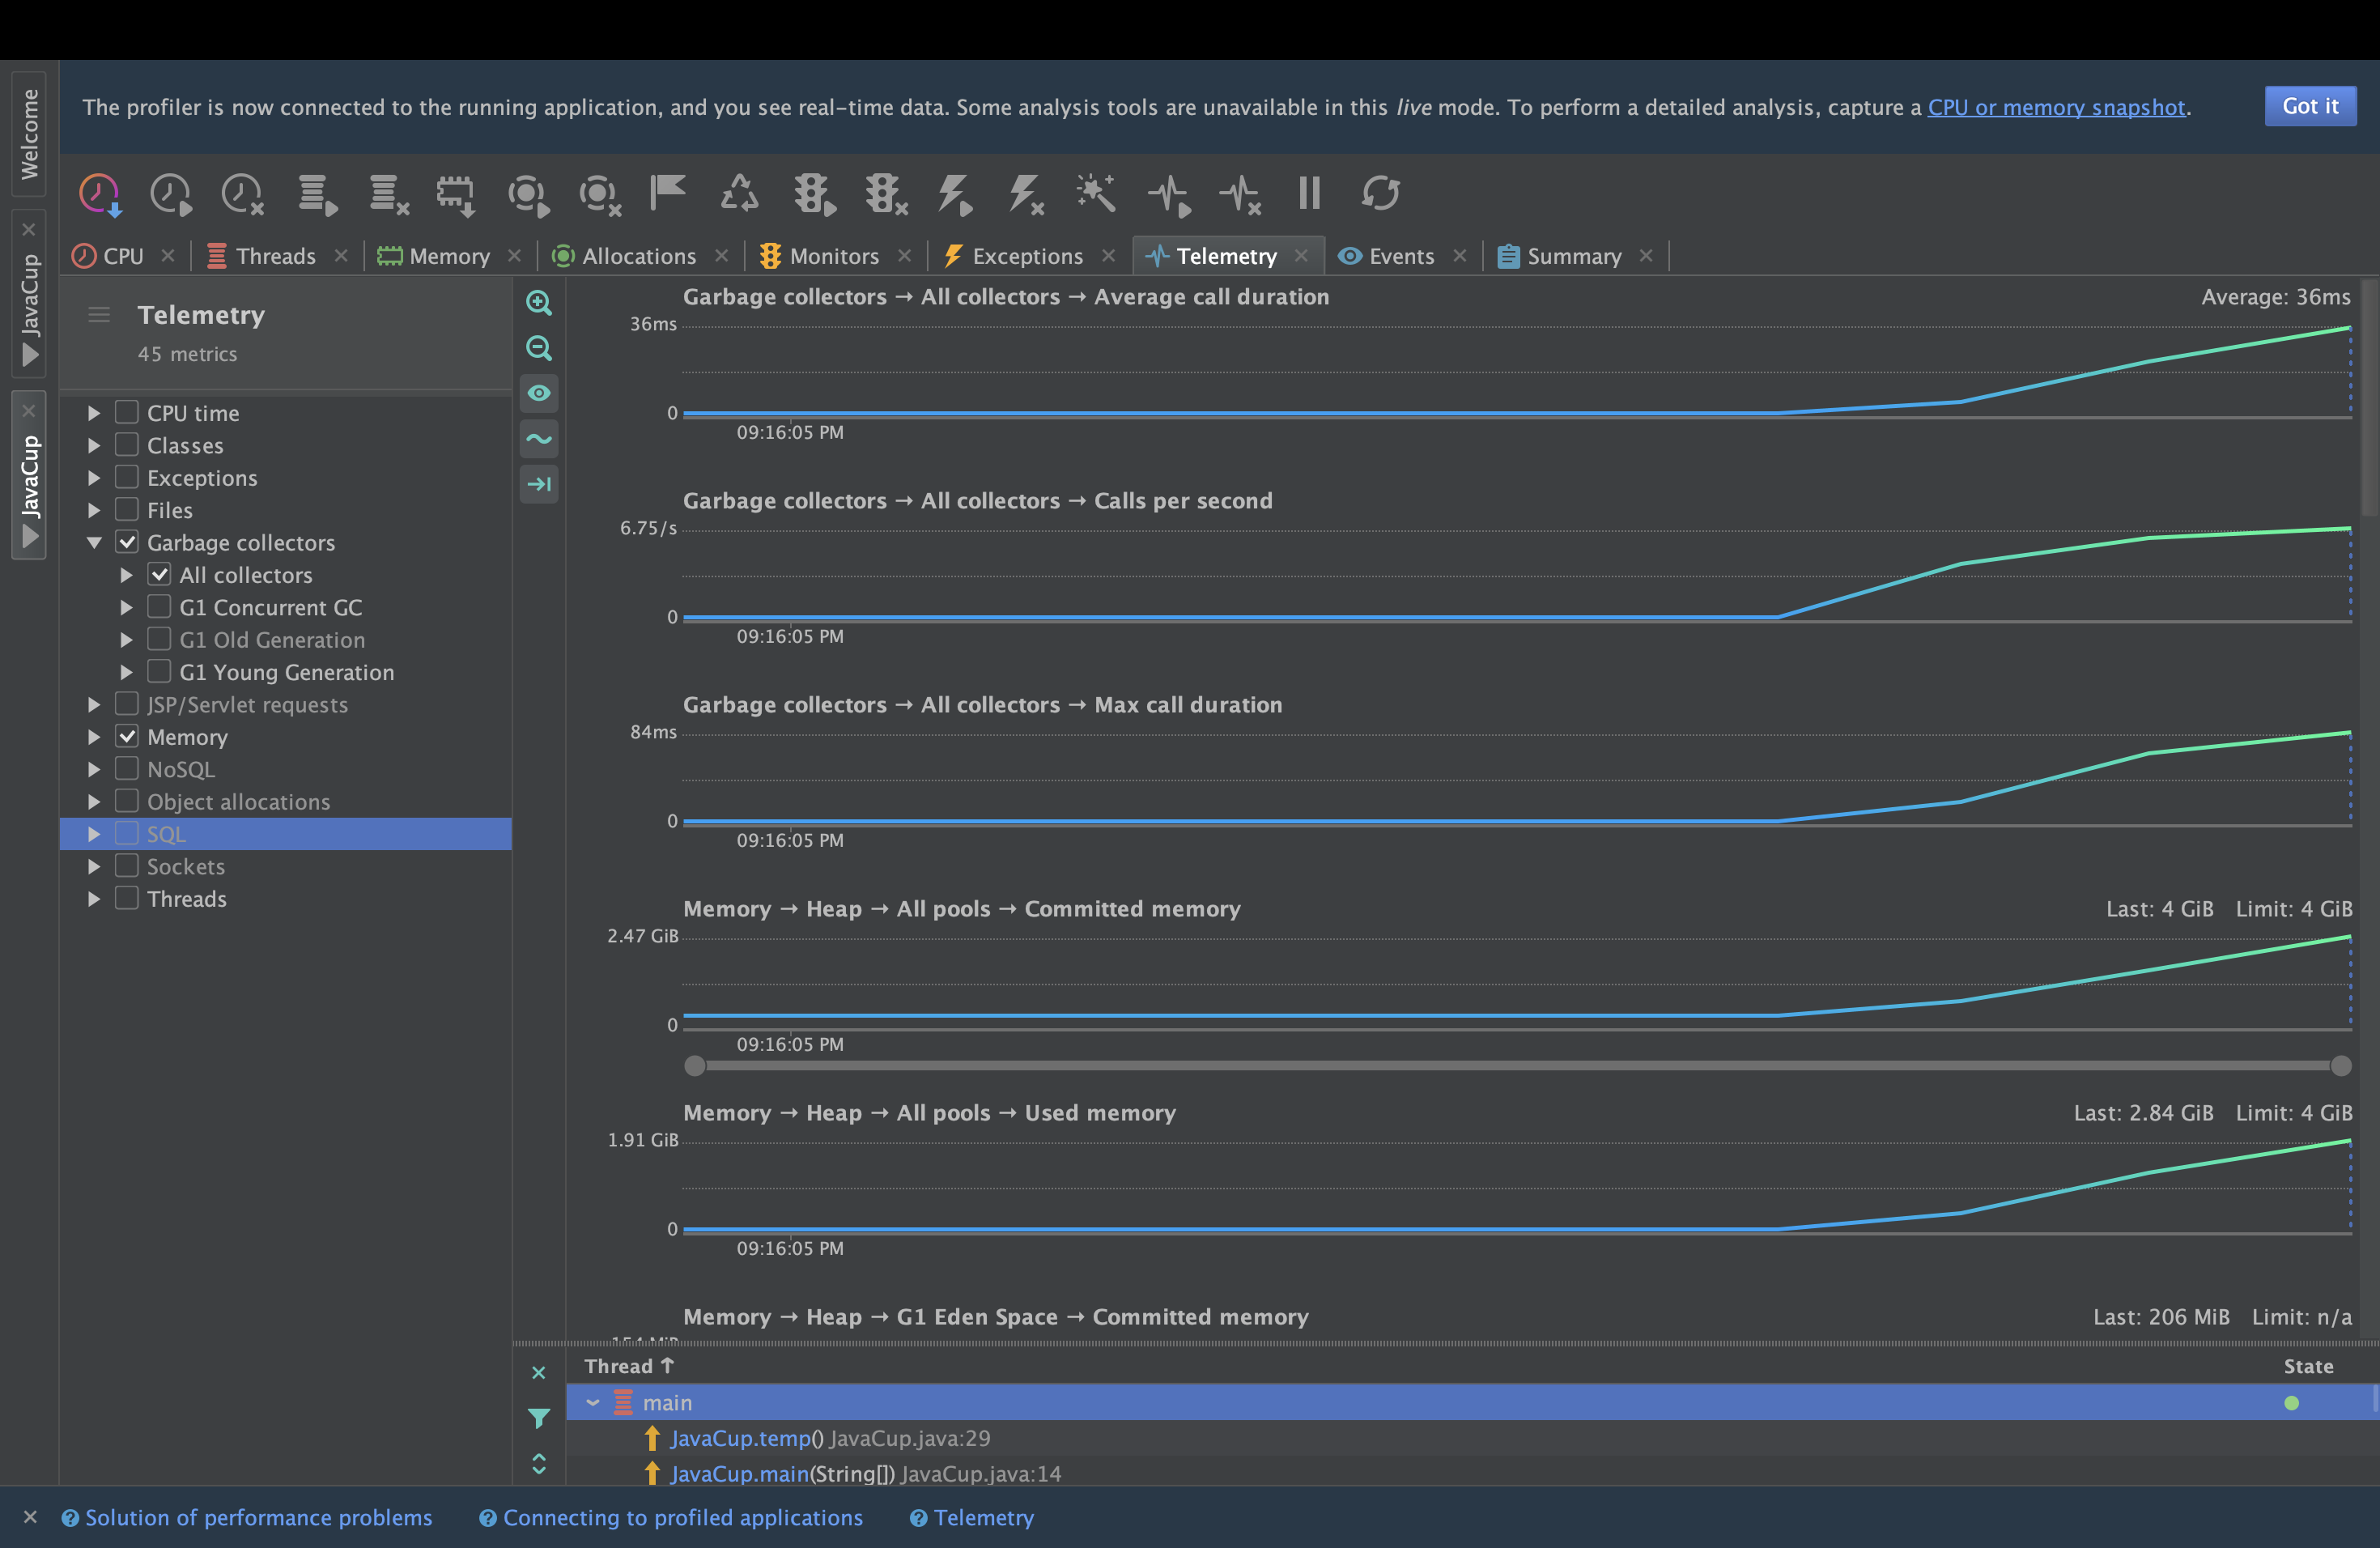 The profiler is now connected to the running application, and you see real-time data. Some analysis tools are unavailable in this live mode. To perform a detailed analysis, capture a CPU or memory snapshot.
Got it
Welcome
JavaCup
JavaCup
CPU
Threads
Memory
Allocations
Monitors
Exceptions
Telemetry
Events
Summary
Telemetry
45 metrics
CPU time
Classes
Exceptions
Files
Garbage collectors
All collectors
G1 Concurrent GC
G1 Old Generation
G1 Young Generation
JSP/Servlet requests
Memory
NoSQL
Object allocations
SQL
Sockets
Threads
Garbage collectors → All collectors → Average call duration
Average: 36ms
36ms
0
09:16:05 PM
Garbage collectors → All collectors → Calls per second
6.75/s
0
09:16:05 PM
Garbage collectors → All collectors → Max call duration
84ms
0
09:16:05 PM
Memory → Heap → All pools → Committed memory
Last: 4 GiB Limit: 4 GiB
2.47 GiB
0
09:16:05 PM
Memory → Heap → All pools → Used memory
Last: 2.84 GiB Limit: 4 GiB
1.91 GiB
0
09:16:05 PM
Memory → Heap → G1 Eden Space → Committed memory
Last: 206 MiB Limit: n/a
Thread ↑
State
main
JavaCup.temp() JavaCup.java:29
JavaCup.main(String[]) JavaCup.java:14
Solution of performance problems
Connecting to profiled applications
Telemetry